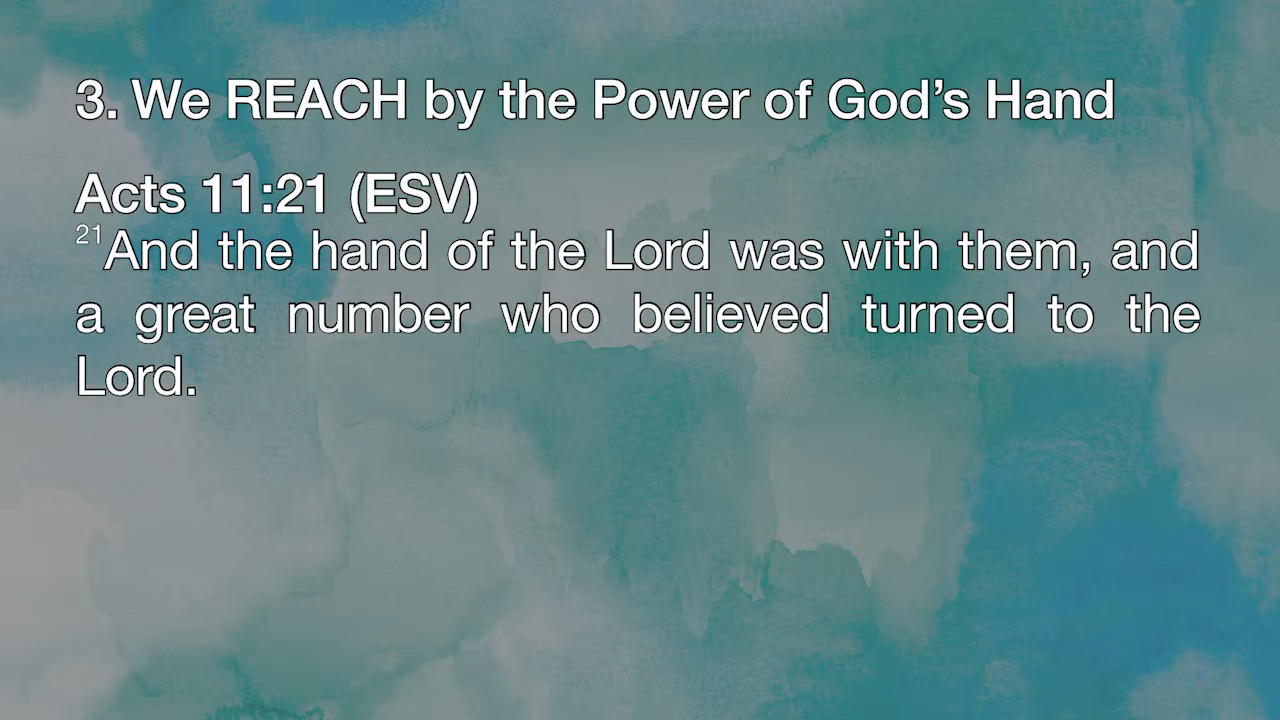 3. We REACH by the Power of God’s Hand
Acts 11:21 (ESV)
21And the hand of the Lord was with them, and
a great number who believed turned to the
Lord.